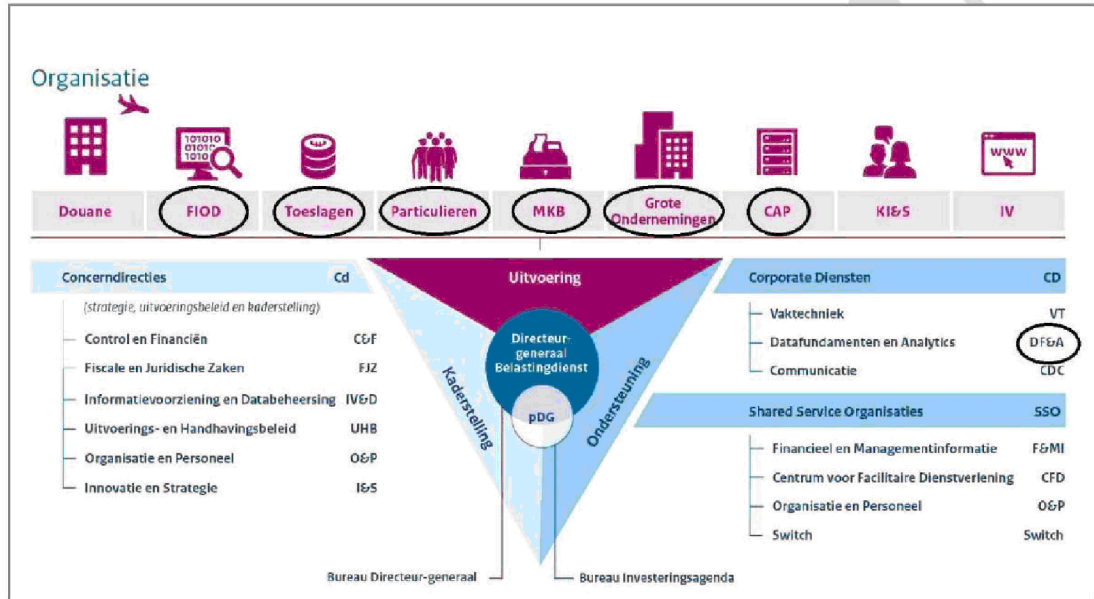 Organisatie
101010
01010
1010
www
Douane
FIOD
Toeslagen
Particulieren
MKB
Grote
Ondernemingen
CAP
KI&S
IV
Concerndirecties Cd
(strategie, uitvoeringsbeleid en kaderstelling)
Control en Financiën C&F
Fiscale en Juridische Zaken FJZ
Informatievoorziening en Databeheersing IV&D
Uitvoerings- en Handhavingsbeleid UHB
Organisatie en Personeel O&P
Innovatie en Strategie I&S
Uitvoering
Directeur-
generaal
Belastingdienst
pDG
Kaderstelling
Ondersteuning
Bureau Directeur-generaal
Bureau Investeringsagenda
Corporate Diensten CD
Vaktechniek VT
Datafundamenten en Analytics DF&A
Communicatie CDC
Shared Service Organisaties SSO
Financieel en Managementinformatie F&MI
Centrum voor Facilitaire Dienstverlening CFD
Organisatie en Personeel O&P
Switch Switch